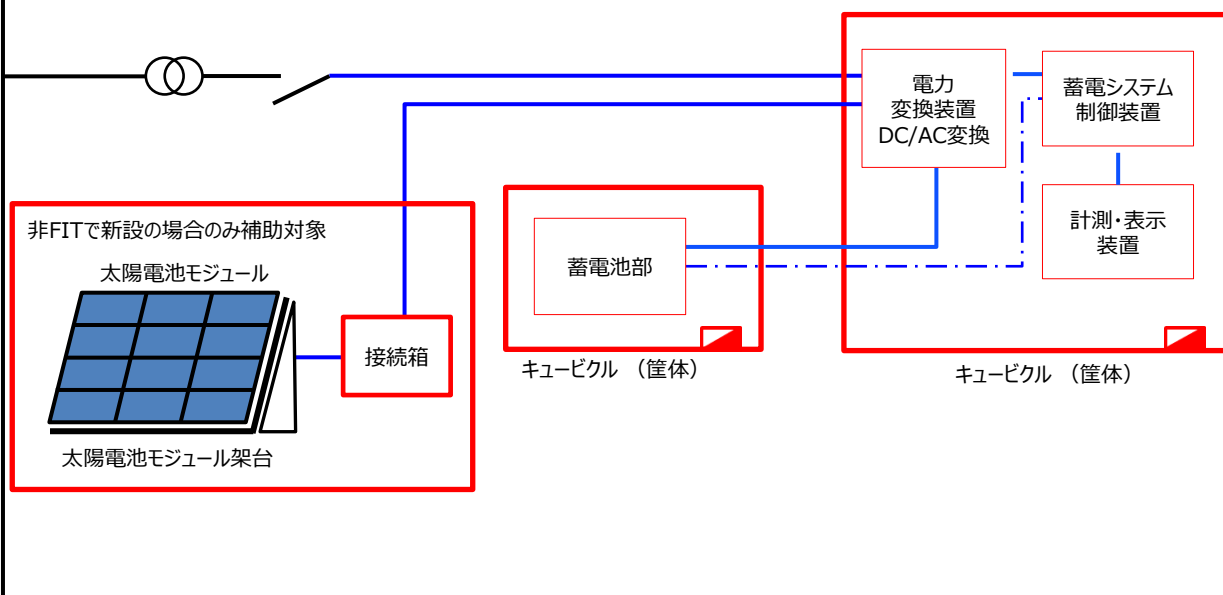 電力
変換装置
DC/AC変換
蓄電システム
制御装置
計測・表示
装置
非FITで新設の場合のみ補助対象
太陽電池モジュール
蓄電池部
接続箱
キュービクル （筐体）
キュービクル （筐体）
太陽電池モジュール架台